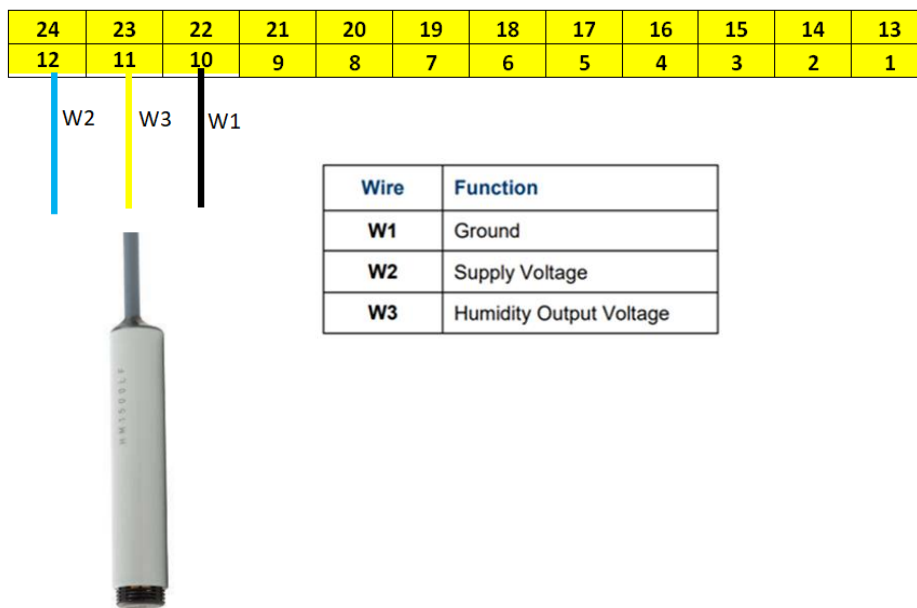 24 23 22 21 20 19 18 17 16 15 14 13
12 11 10 9 8 7 6 5 4 3 2 1
W2 W3 W1
Wire Function
W1 Ground
W2 Supply Voltage
W3 Humidity Output Voltage
HM1500LF